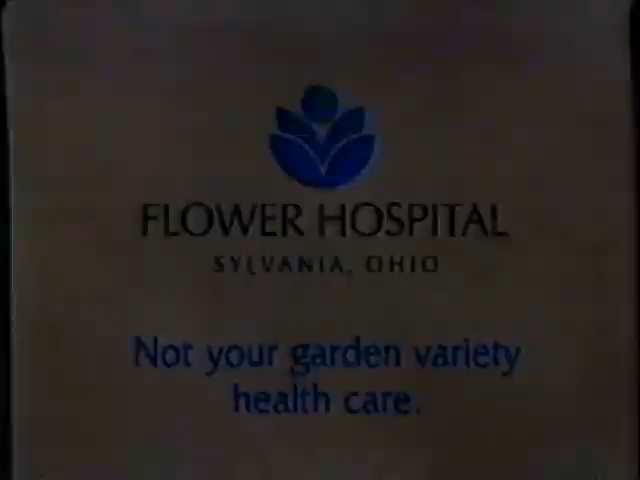 FLOWER HOSPITAL
SYLVANIA, OHIO
Not your garden variety
health care.